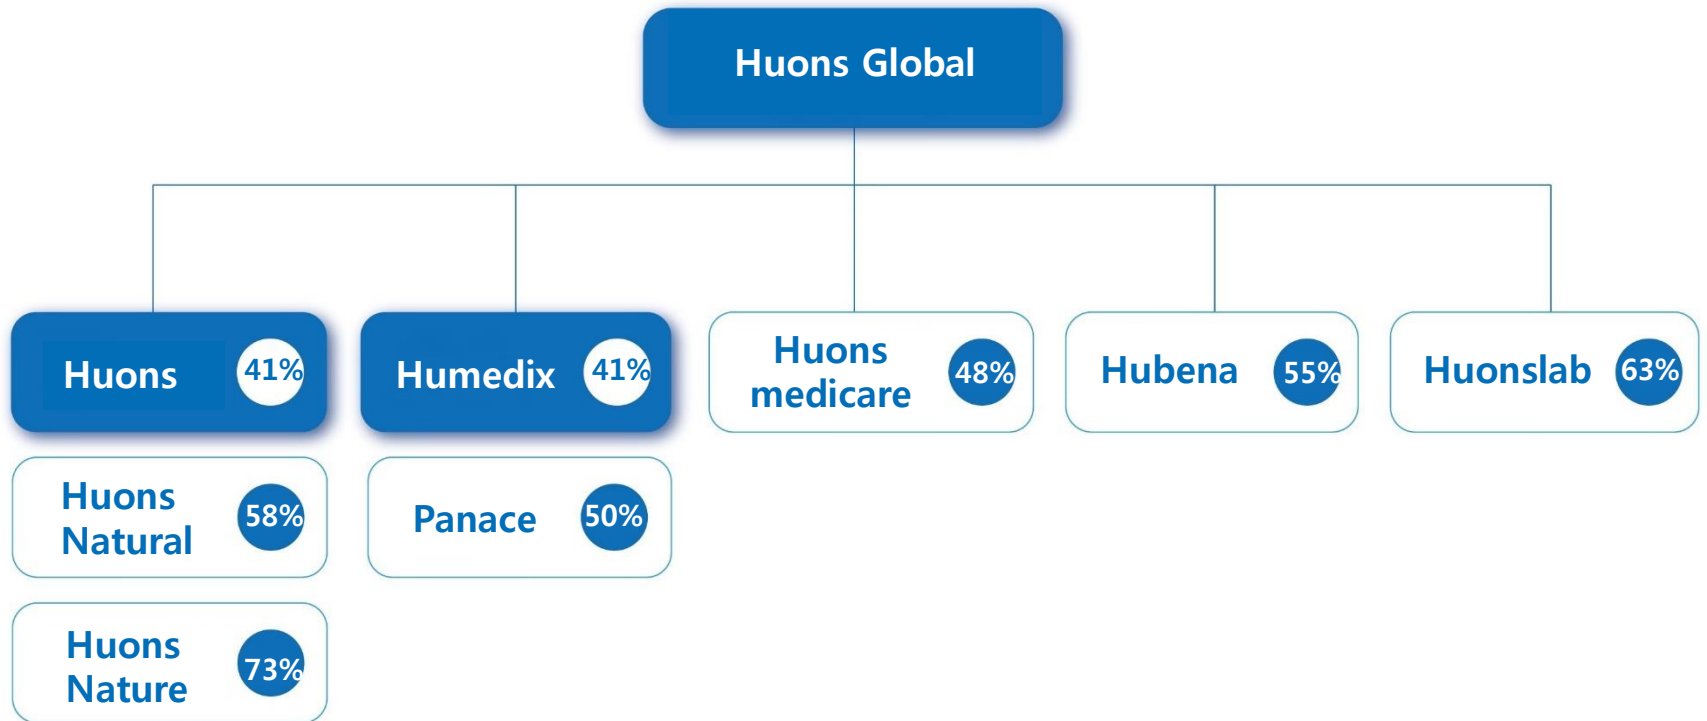 Huons Global
Huons 41%
Humedix 41%
Huons
medicare 48%
Hubena 55%
Huonslab 63%
Huons
Natural 58%
Panace 50%
Huons
Nature 73%